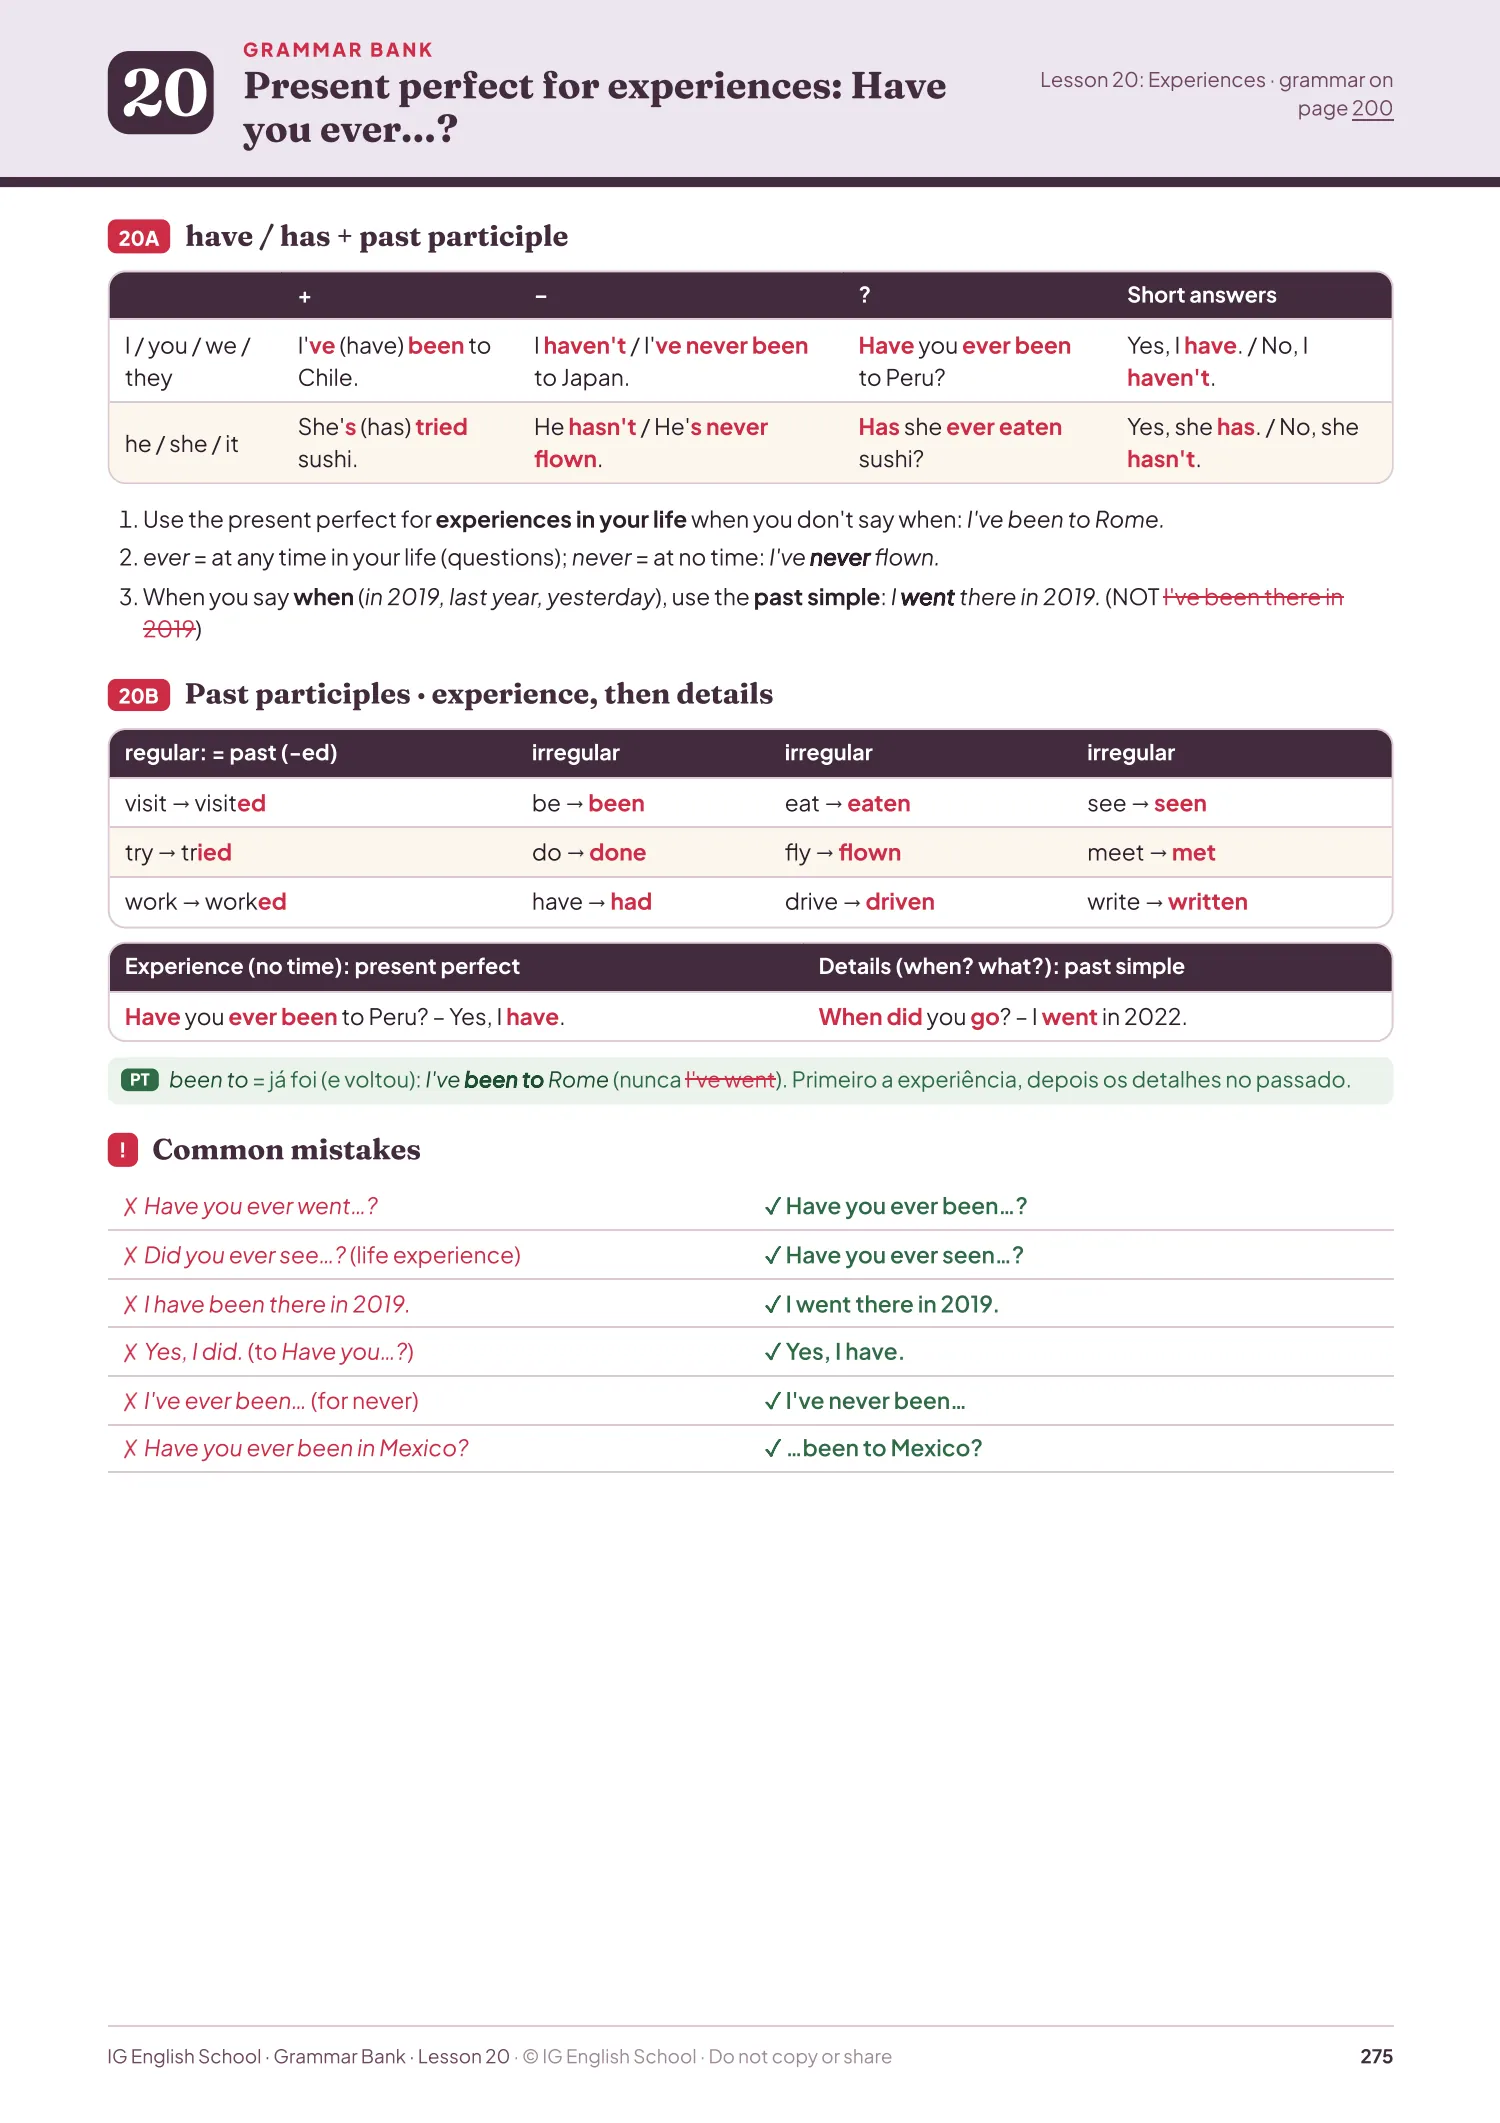 20
GRAMMAR BANK
Present perfect for experiences: Have
you ever…?
Lesson 20: Experiences · grammar on
page 200
20A have / has + past participle
+ – ? Short answers
I / you / we / I've (have) been to I haven't / I've never been Have you ever been Yes, I have. / No, I
they Chile. to Japan. to Peru? haven't.
he / she / it She's (has) tried He hasn't / He's never Has she ever eaten Yes, she has. / No, she
sushi. flown. sushi? hasn't.
1. Use the present perfect for experiences in your life when you don't say when: I've been to Rome.
2. ever = at any time in your life (questions); never = at no time: I've never flown.
3. When you say when (in 2019, last year, yesterday), use the past simple: I went there in 2019. (NOT I've been there in
2019)
20B Past participles · experience, then details
regular: = past (-ed) irregular irregular irregular
visit → visited be → been eat → eaten see → seen
try → tried do → done fly → flown meet → met
work → worked have → had drive → driven write → written
Experience (no time): present perfect Details (when? what?): past simple
Have you ever been to Peru? – Yes, I have. When did you go? – I went in 2022.
PT been to = já foi (e voltou): I've been to Rome (nunca I've went). Primeiro a experiência, depois os detalhes no passado.
! Common mistakes
✗ Have you ever went…? ✓ Have you ever been…?
✗ Did you ever see…? (life experience) ✓ Have you ever seen…?
✗ I have been there in 2019. ✓ I went there in 2019.
✗ Yes, I did. (to Have you…?) ✓ Yes, I have.
✗ I've ever been… (for never) ✓ I've never been…
✗ Have you ever been in Mexico? ✓ …been to Mexico?
IG English School · Grammar Bank · Lesson 20 · © IG English School · Do not copy or share 275